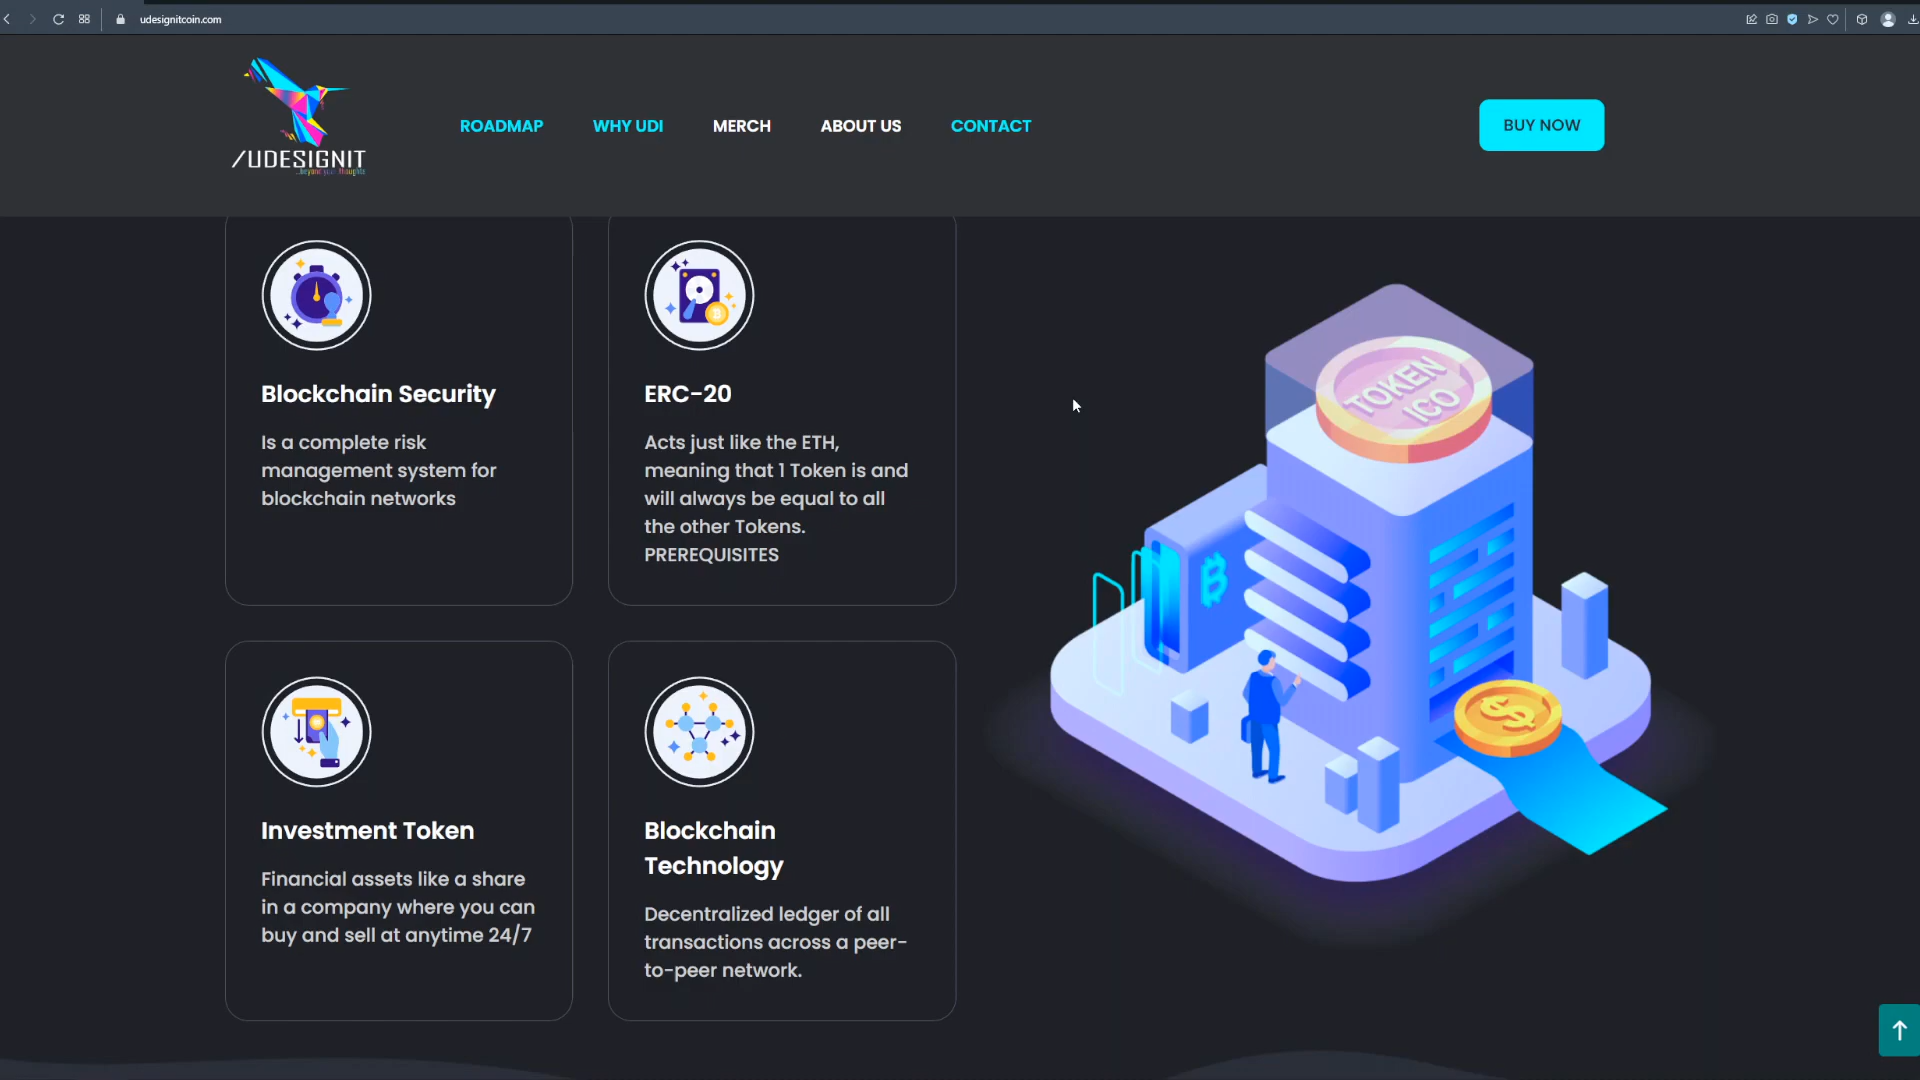 udesignitcoin.com
/UDESIGNIT
...beyond your thoughts
ROADMAP
WHY UDI
MERCH
ABOUT US
CONTACT
BUY NOW
Blockchain Security
Is a complete risk
management system for
blockchain networks
ERC-20
Acts just like the ETH,
meaning that 1 Token is and
will always be equal to all
the other Tokens.
PREREQUISITES
Investment Token
Financial assets like a share
in a company where you can
buy and sell at anytime 24/7
Blockchain
Technology
Decentralized ledger of all
transactions across a peer-
to-peer network.
TOKEN
ICO